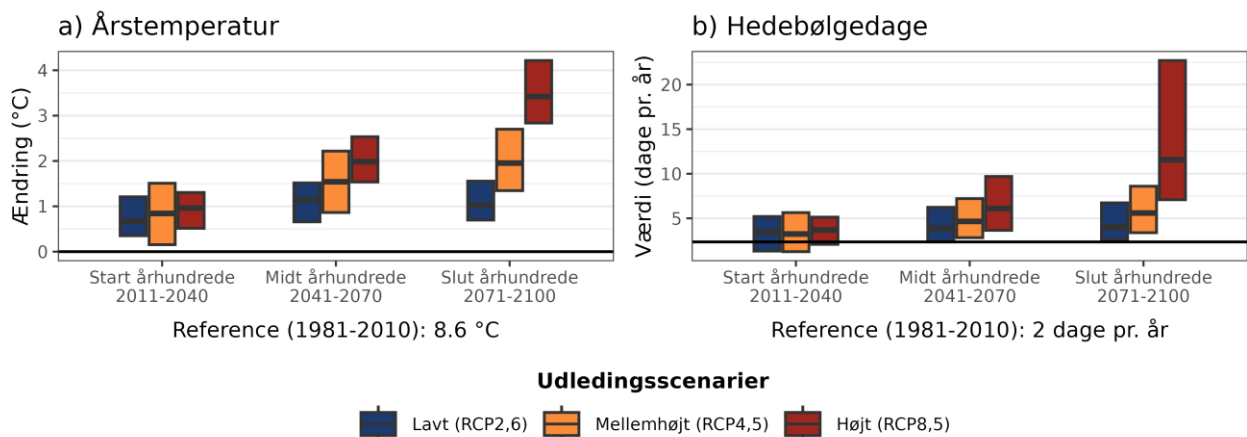 a) Årstemperatur
Ændring (°C)
4
3
2
1
0
Start århundrede
2011-2040
Midt århundrede
2041-2070
Slut århundrede
2071-2100
Reference (1981-2010): 8.6 °C
b) Hedebølgedage
Værdi (dage pr. år)
20
15
10
5
Start århundrede
2011-2040
Midt århundrede
2041-2070
Slut århundrede
2071-2100
Reference (1981-2010): 2 dage pr. år
Udledingsscenarier
Lavt (RCP2,6)
Mellemhøjt (RCP4,5)
Højt (RCP8,5)